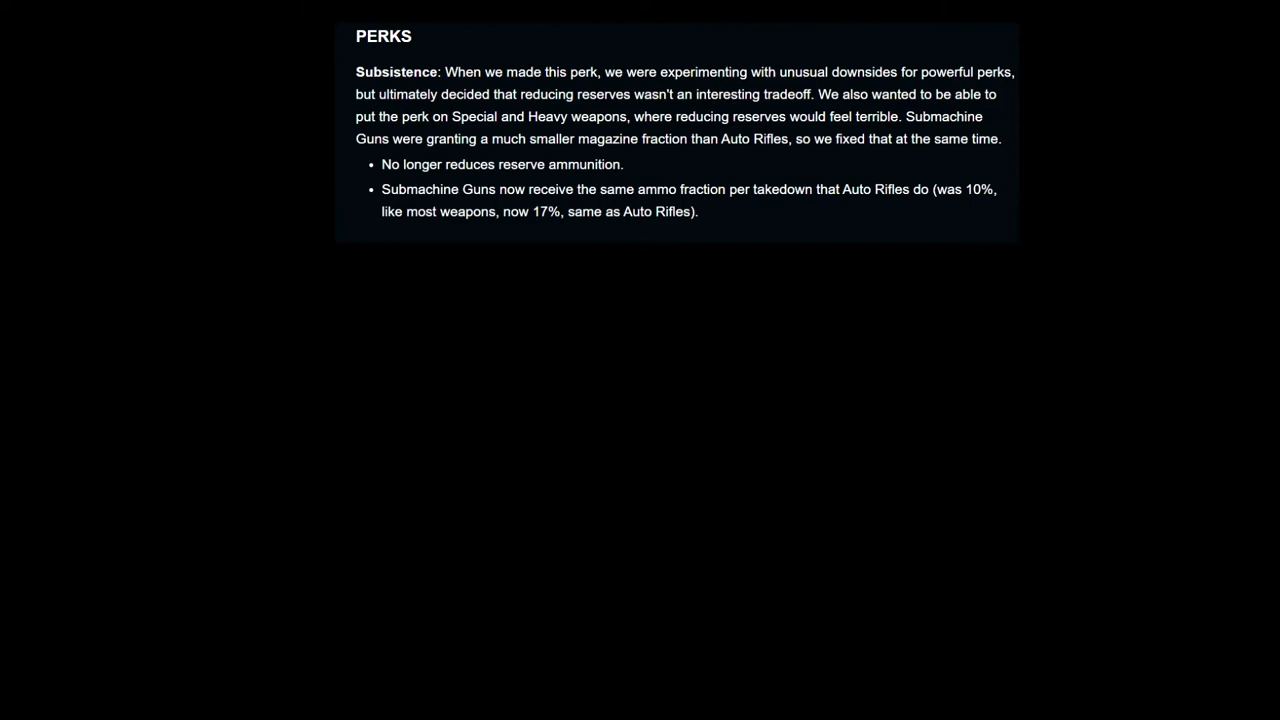 PERKS
Subsistence: When we made this perk, we were experimenting with unusual downsides for powerful perks,
but ultimately decided that reducing reserves wasn't an interesting tradeoff. We also wanted to be able to
put the perk on Special and Heavy weapons, where reducing reserves would feel terrible. Submachine
Guns were granting a much smaller magazine fraction than Auto Rifles, so we fixed that at the same time.
• No longer reduces reserve ammunition.
• Submachine Guns now receive the same ammo fraction per takedown that Auto Rifles do (was 10%,
like most weapons, now 17%, same as Auto Rifles).